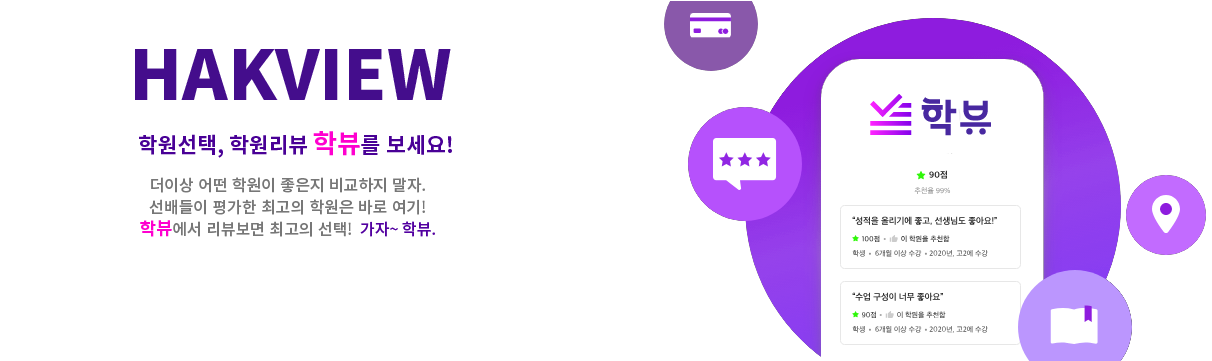 HAKVIEW
학원선택, 학원리뷰 학뷰를 보세요!
더이상 어떤 학원이 좋은지 비교하지 말자.
선배들이 평가한 최고의 학원은 바로 여기!
학뷰에서 리뷰보면 최고의 선택! 가자~ 학뷰.
학뷰
90점
추천율 99%
“성적을 올리기에 좋고, 선생님도 좋아요!”
100점 • 이 학원을 추천함
학생 • 6개월 이상 수강 • 2020년, 고2에 수강
“수업 구성이 너무 좋아요”
90점 • 이 학원을 추천함
학생 • 6개월 이상 수강 • 2020년, 고2에 수강